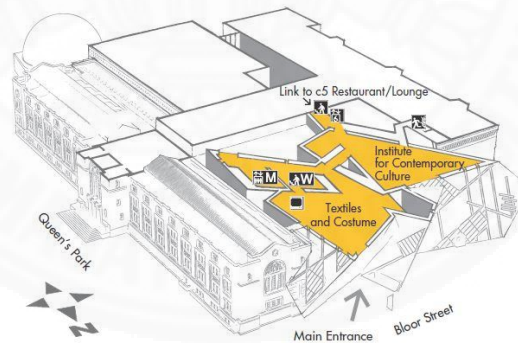 Link to c5 Restaurant/Lounge
Institute
for Contemporary
Culture
M
W
Textiles
and Costume
Queen's Park
N
Main Entrance
Bloor Street